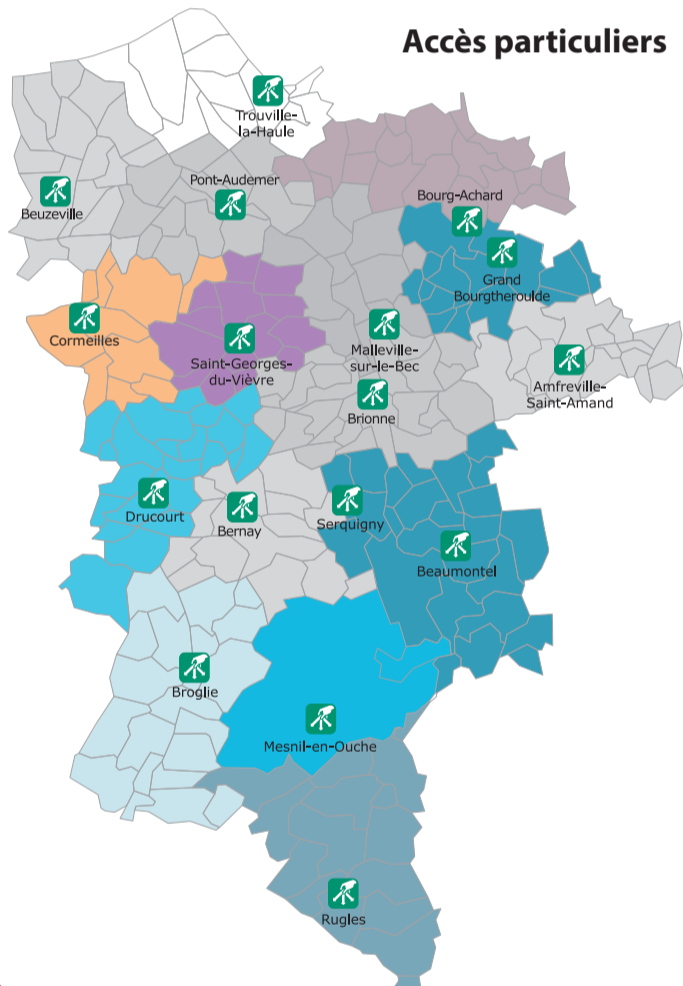 Accès particuliers
Trouville-
la-Haule
Pont-Audemer
Beuzeville
Bourg-Achard
Grand
Bourgtheroulde
Cormeilles
Saint-Georges-
du-Vièvre
Malleville-
sur-le-Bec
Amfreville-
Saint-Amand
Brionne
Drucourt
Bernay
Serquigny
Beaumontel
Broglie
Mesnil-en-Ouche
Rugles